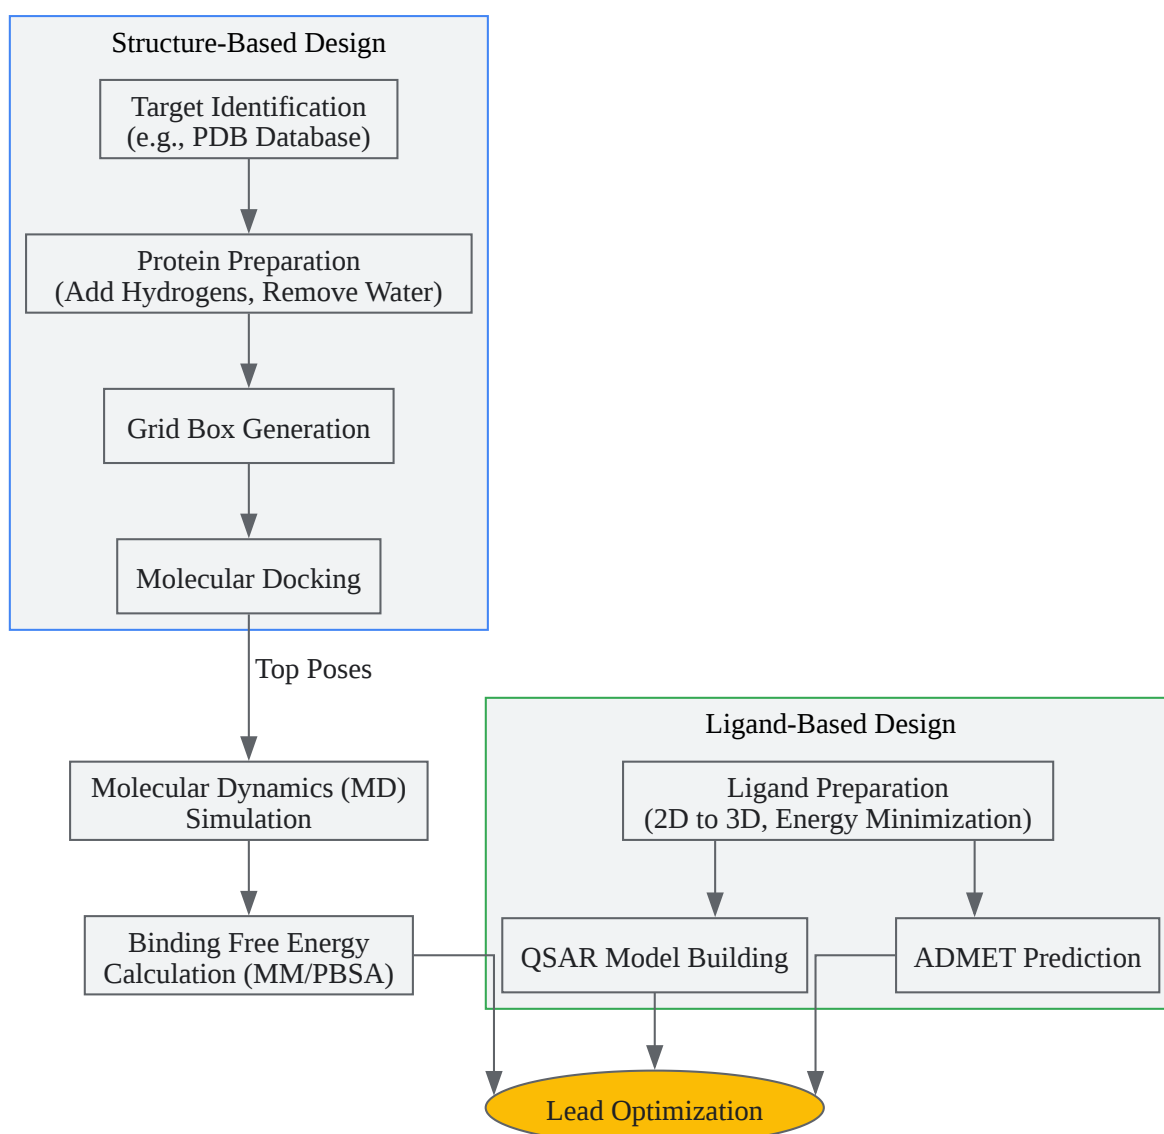 Structure-Based Design
Target Identification
(e.g., PDB Database)
Protein Preparation
(Add Hydrogens, Remove Water)
Grid Box Generation
Molecular Docking
Top Poses
Molecular Dynamics (MD)
Simulation
Binding Free Energy
Calculation (MM/PBSA)
Ligand-Based Design
Ligand Preparation
(2D to 3D, Energy Minimization)
QSAR Model Building
ADMET Prediction
Lead Optimization